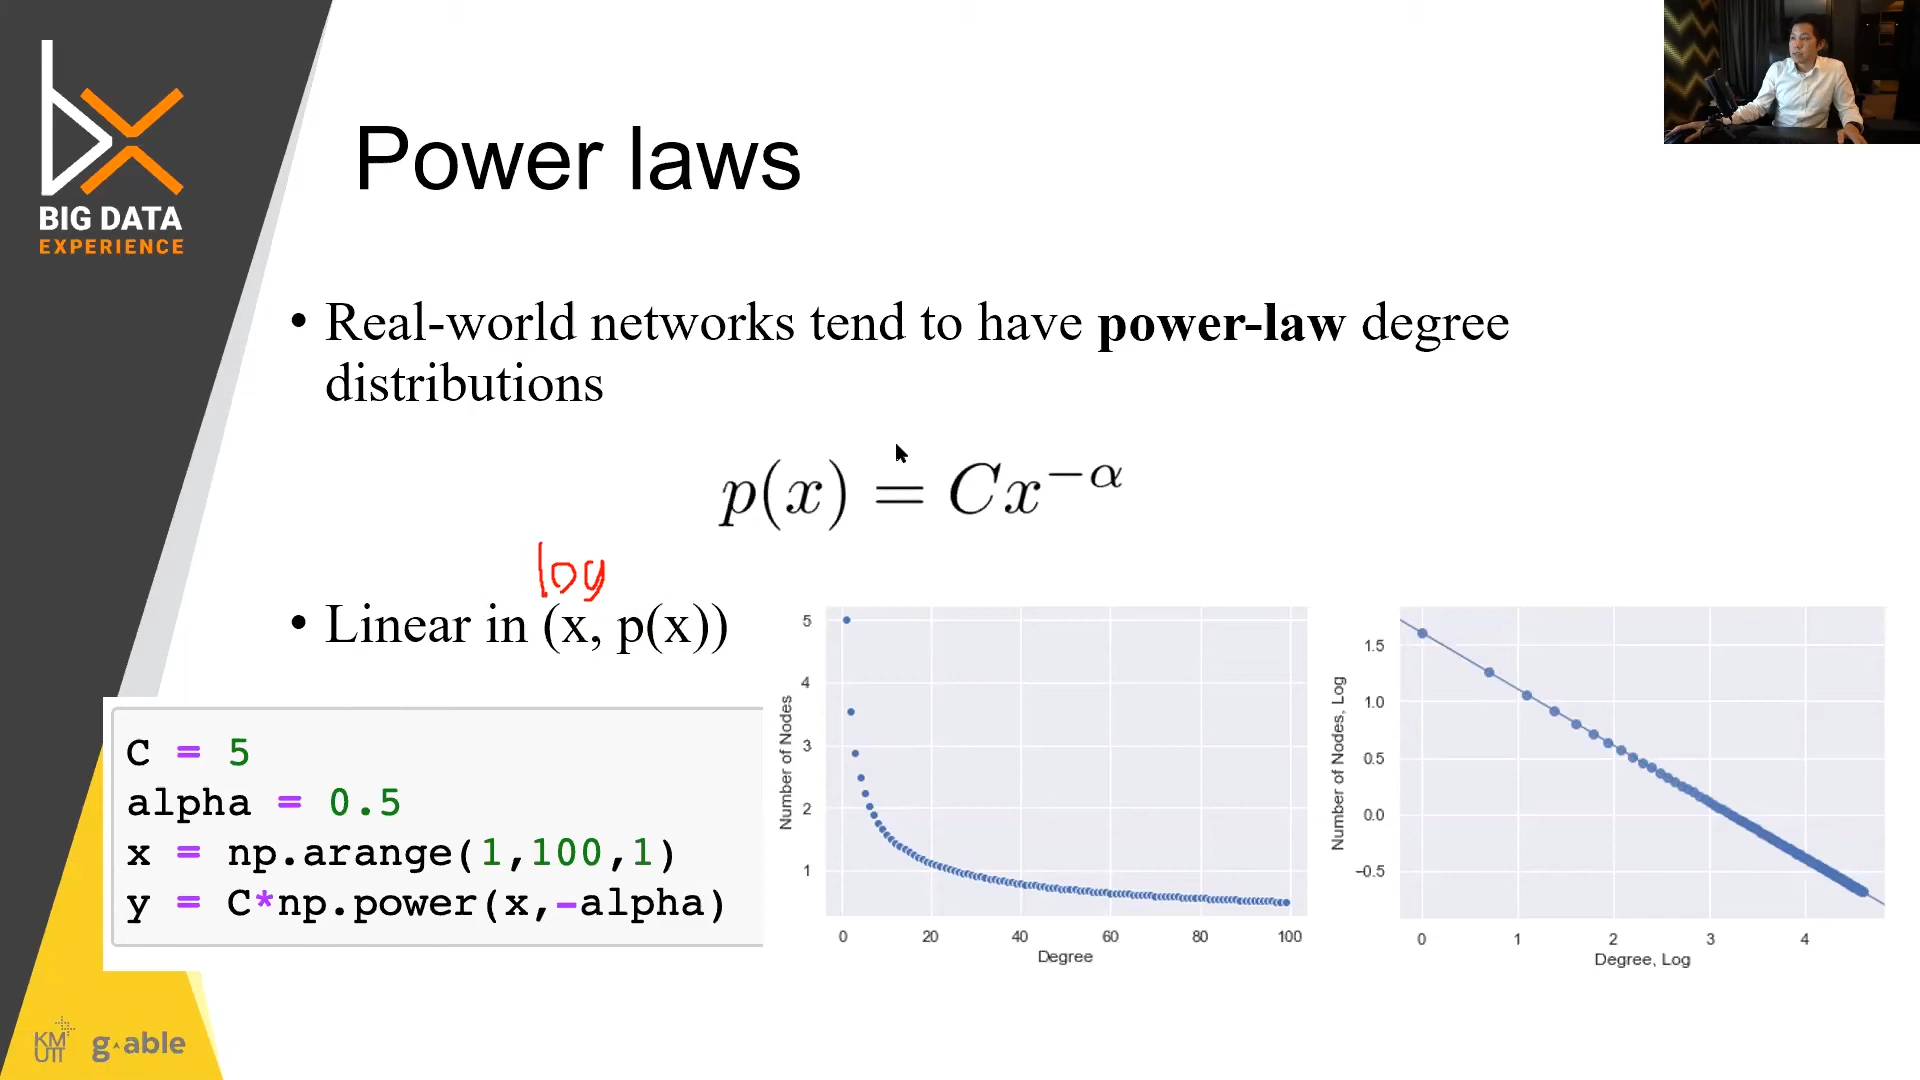 BIG DATA
EXPERIENCE
Power laws
• Real-world networks tend to have power-law degree
distributions
p(x) = Cx^{-α}
log
• Linear in (x, p(x))
C = 5
alpha = 0.5
x = np.arange(1,100,1)
y = C*np.power(x,-alpha)
Number of Nodes
5
4
3
2
1
0 20 40 60 80 100
Degree
Number of Nodes, Log
1.5
1.0
0.5
0.0
−0.5
0 1 2 3 4
Degree, Log
KM
UTT
g-able